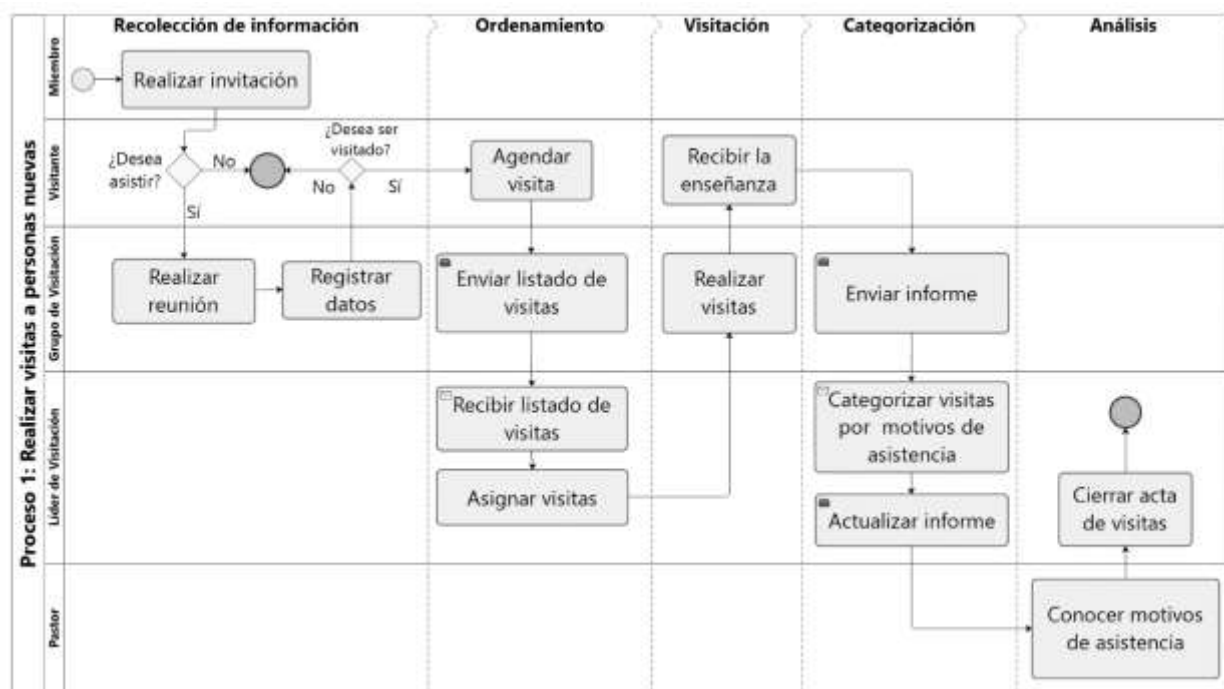 Proceso 1: Realizar visitas a personas nuevas
Recolección de información
Ordenamiento
Visitación
Categorización
Análisis
Miembro
Realizar invitación
Visitante
¿Desea
asistir?
No
Sí
¿Desea ser
visitado?
No
Sí
Agendar
visita
Recibir la
enseñanza
Grupo de Visitación
Realizar
reunión
Registrar
datos
Enviar listado de
visitas
Realizar
visitas
Enviar informe
Líder de Visitación
Recibir listado de
visitas
Asignar visitas
Categorizar visitas
por motivos de
asistencia
Actualizar informe
Cierrar acta
de visitas
Pastor
Conocer motivos
de asistencia